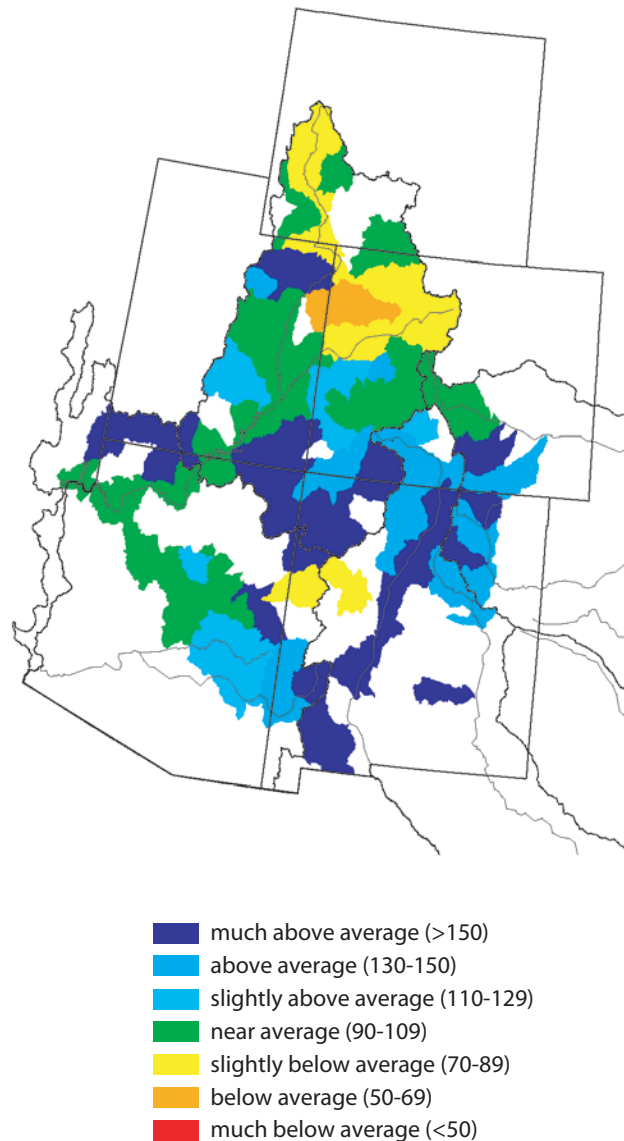 much above average (>150)
above average (130-150)
slightly above average (110-129)
near average (90-109)
slightly below average (70-89)
below average (50-69)
much below average (<50)